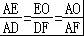 AE/AD = EO/DF = AO/AF